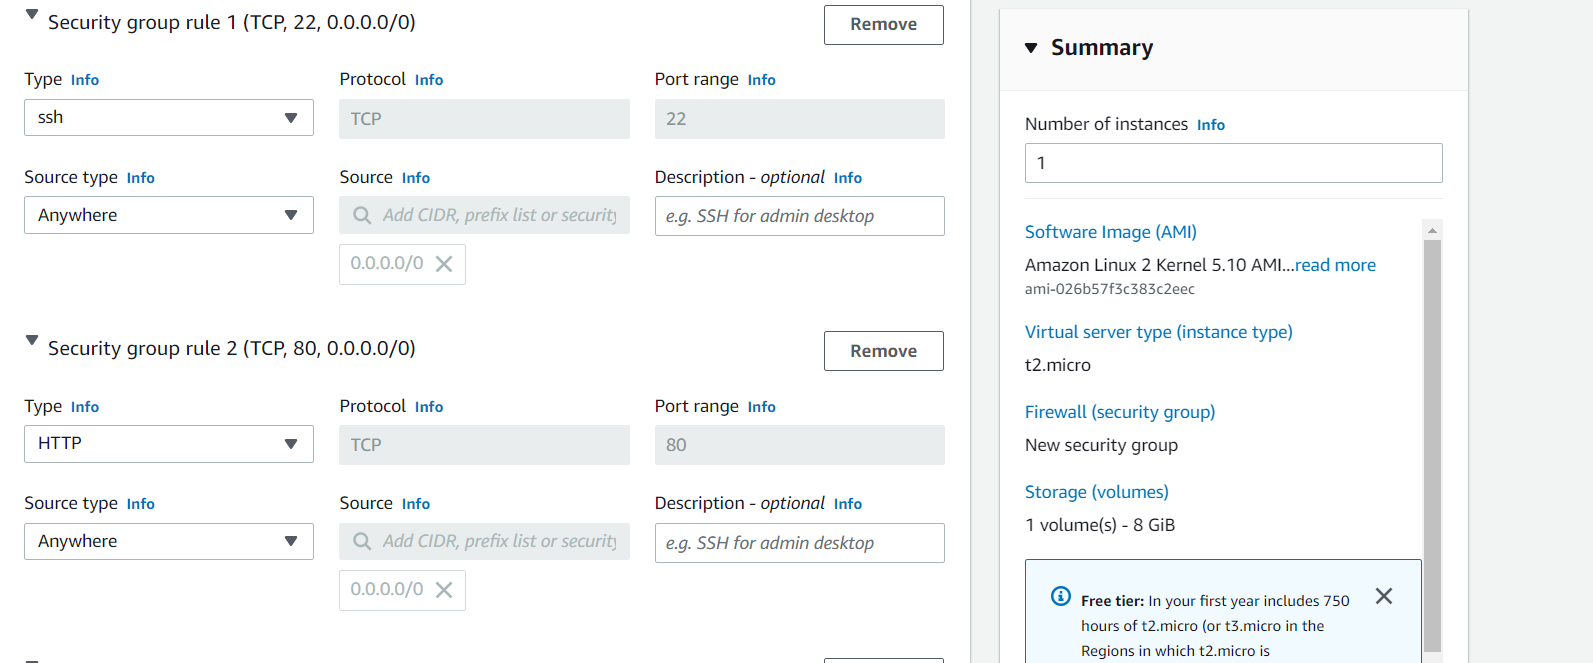 Security group rule 1 (TCP, 22, 0.0.0.0/0)
Remove
Type Info
Protocol Info
Port range Info
ssh
TCP
22
Source type Info
Source Info
Description - optional Info
Anywhere
Add CIDR, prefix list or security
e.g. SSH for admin desktop
0.0.0.0/0
Security group rule 2 (TCP, 80, 0.0.0.0/0)
Remove
Type Info
Protocol Info
Port range Info
HTTP
TCP
80
Source type Info
Source Info
Description - optional Info
Anywhere
Add CIDR, prefix list or security
e.g. SSH for admin desktop
0.0.0.0/0
Summary
Number of instances Info
1
Software Image (AMI)
Amazon Linux 2 Kernel 5.10 AMI...read more
ami-026b57f3c383c2eec
Virtual server type (instance type)
t2.micro
Firewall (security group)
New security group
Storage (volumes)
1 volume(s) - 8 GiB
Free tier: In your first year includes 750
hours of t2.micro (or t3.micro in the
Regions in which t2.micro is